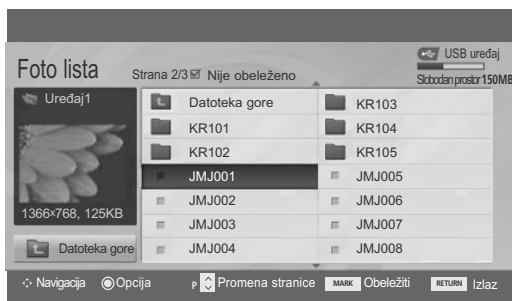 USB uređaj
Foto lista Strana 2/3 Nije obeleženo
Slobodan prostor 150MB
Uređaj1
Datoteka gore KR103
KR101 KR104
KR102 KR105
JMJ001 JMJ005
JMJ002 JMJ006
JMJ003 JMJ007
JMJ004 JMJ008
1366x768, 125KB
Datoteka gore
Navigacija Opcija P Promena stranice MARK Obeležiti RETURN Izlaz